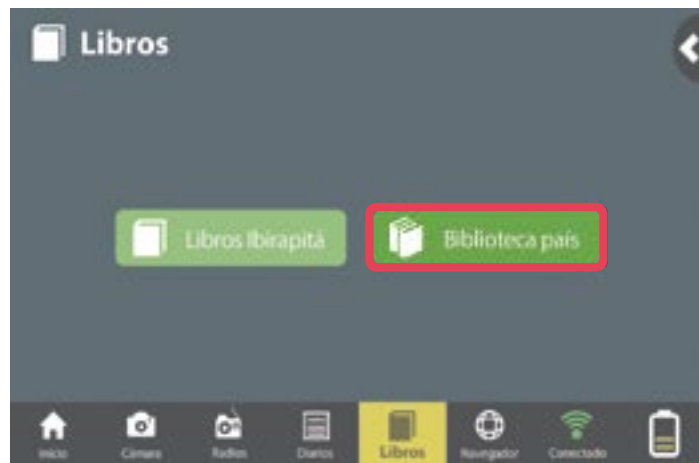 Libros
Libros Ibirapitá
Biblioteca país
Inicio
Cámara
Radios
Diarios
Libros
Navegador
Conectado